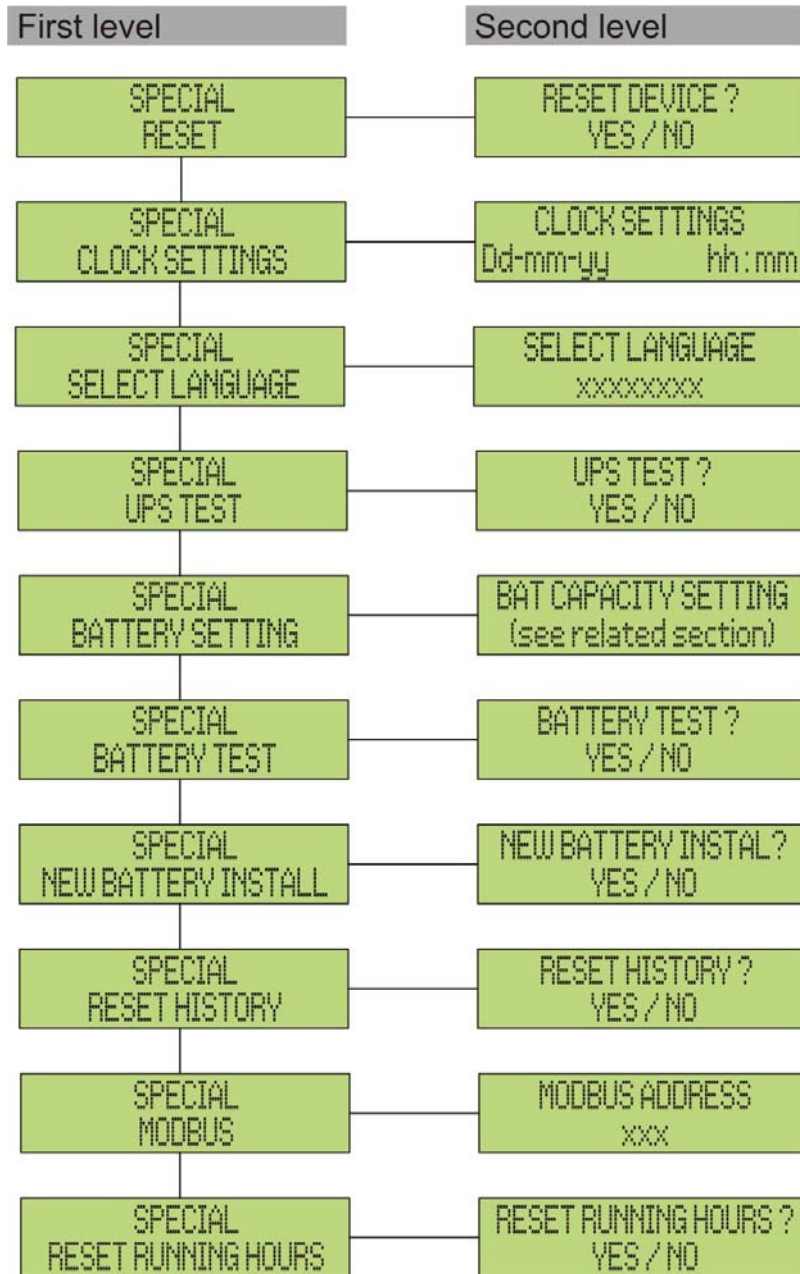 First level
Second level
SPECIAL
RESET
RESET DEVICE ?
YES / NO
SPECIAL
CLOCK SETTINGS
CLOCK SETTINGS
Dd-mm-yy hh:mm
SPECIAL
SELECT LANGUAGE
SELECT LANGUAGE
xxxxxxxx
SPECIAL
UPS TEST
UPS TEST ?
YES / NO
SPECIAL
BATTERY SETTING
BAT CAPACITY SETTING
(see related section)
SPECIAL
BATTERY TEST
BATTERY TEST ?
YES / NO
SPECIAL
NEW BATTERY INSTALL
NEW BATTERY INSTAL?
YES / NO
SPECIAL
RESET HISTORY
RESET HISTORY ?
YES / NO
SPECIAL
MODBUS
MODBUS ADDRESS
xxx
SPECIAL
RESET RUNNING HOURS
RESET RUNNING HOURS ?
YES / NO